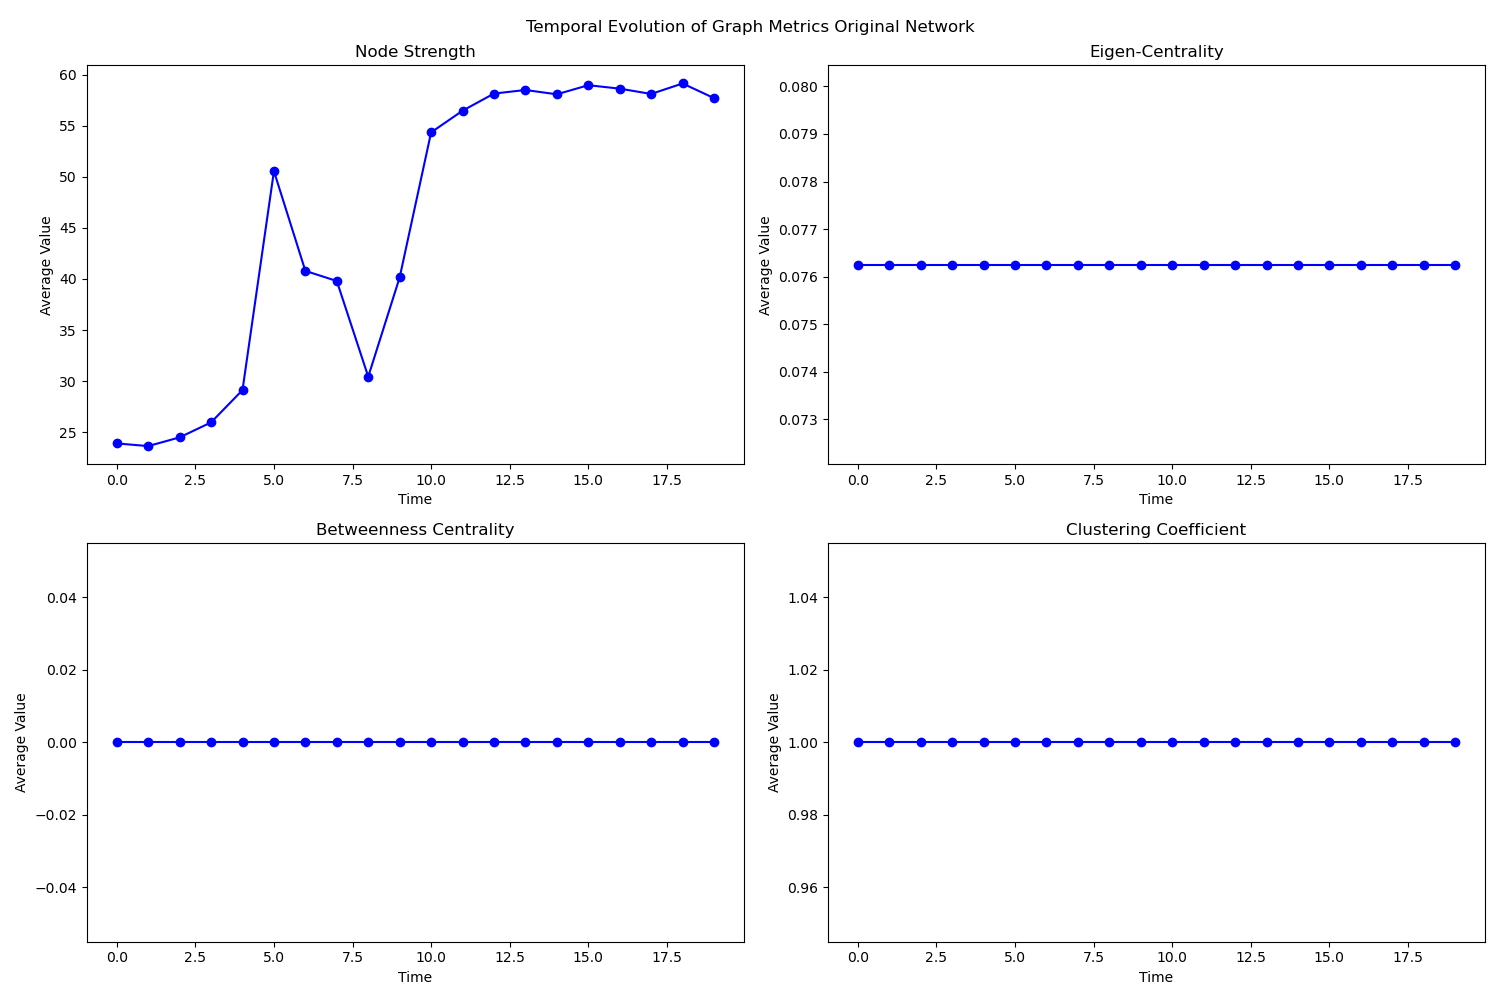 Temporal Evolution of Graph Metrics Original Network
Node Strength
60
55
50
45
40
35
30
25
Average Value
0.0 2.5 5.0 7.5 10.0 12.5 15.0 17.5
Time
Eigen-Centrality
0.080
0.079
0.078
0.077
0.076
0.075
0.074
0.073
Average Value
0.0 2.5 5.0 7.5 10.0 12.5 15.0 17.5
Time
Betweenness Centrality
0.04
0.02
0.00
−0.02
−0.04
Average Value
0.0 2.5 5.0 7.5 10.0 12.5 15.0 17.5
Time
Clustering Coefficient
1.04
1.02
1.00
0.98
0.96
Average Value
0.0 2.5 5.0 7.5 10.0 12.5 15.0 17.5
Time